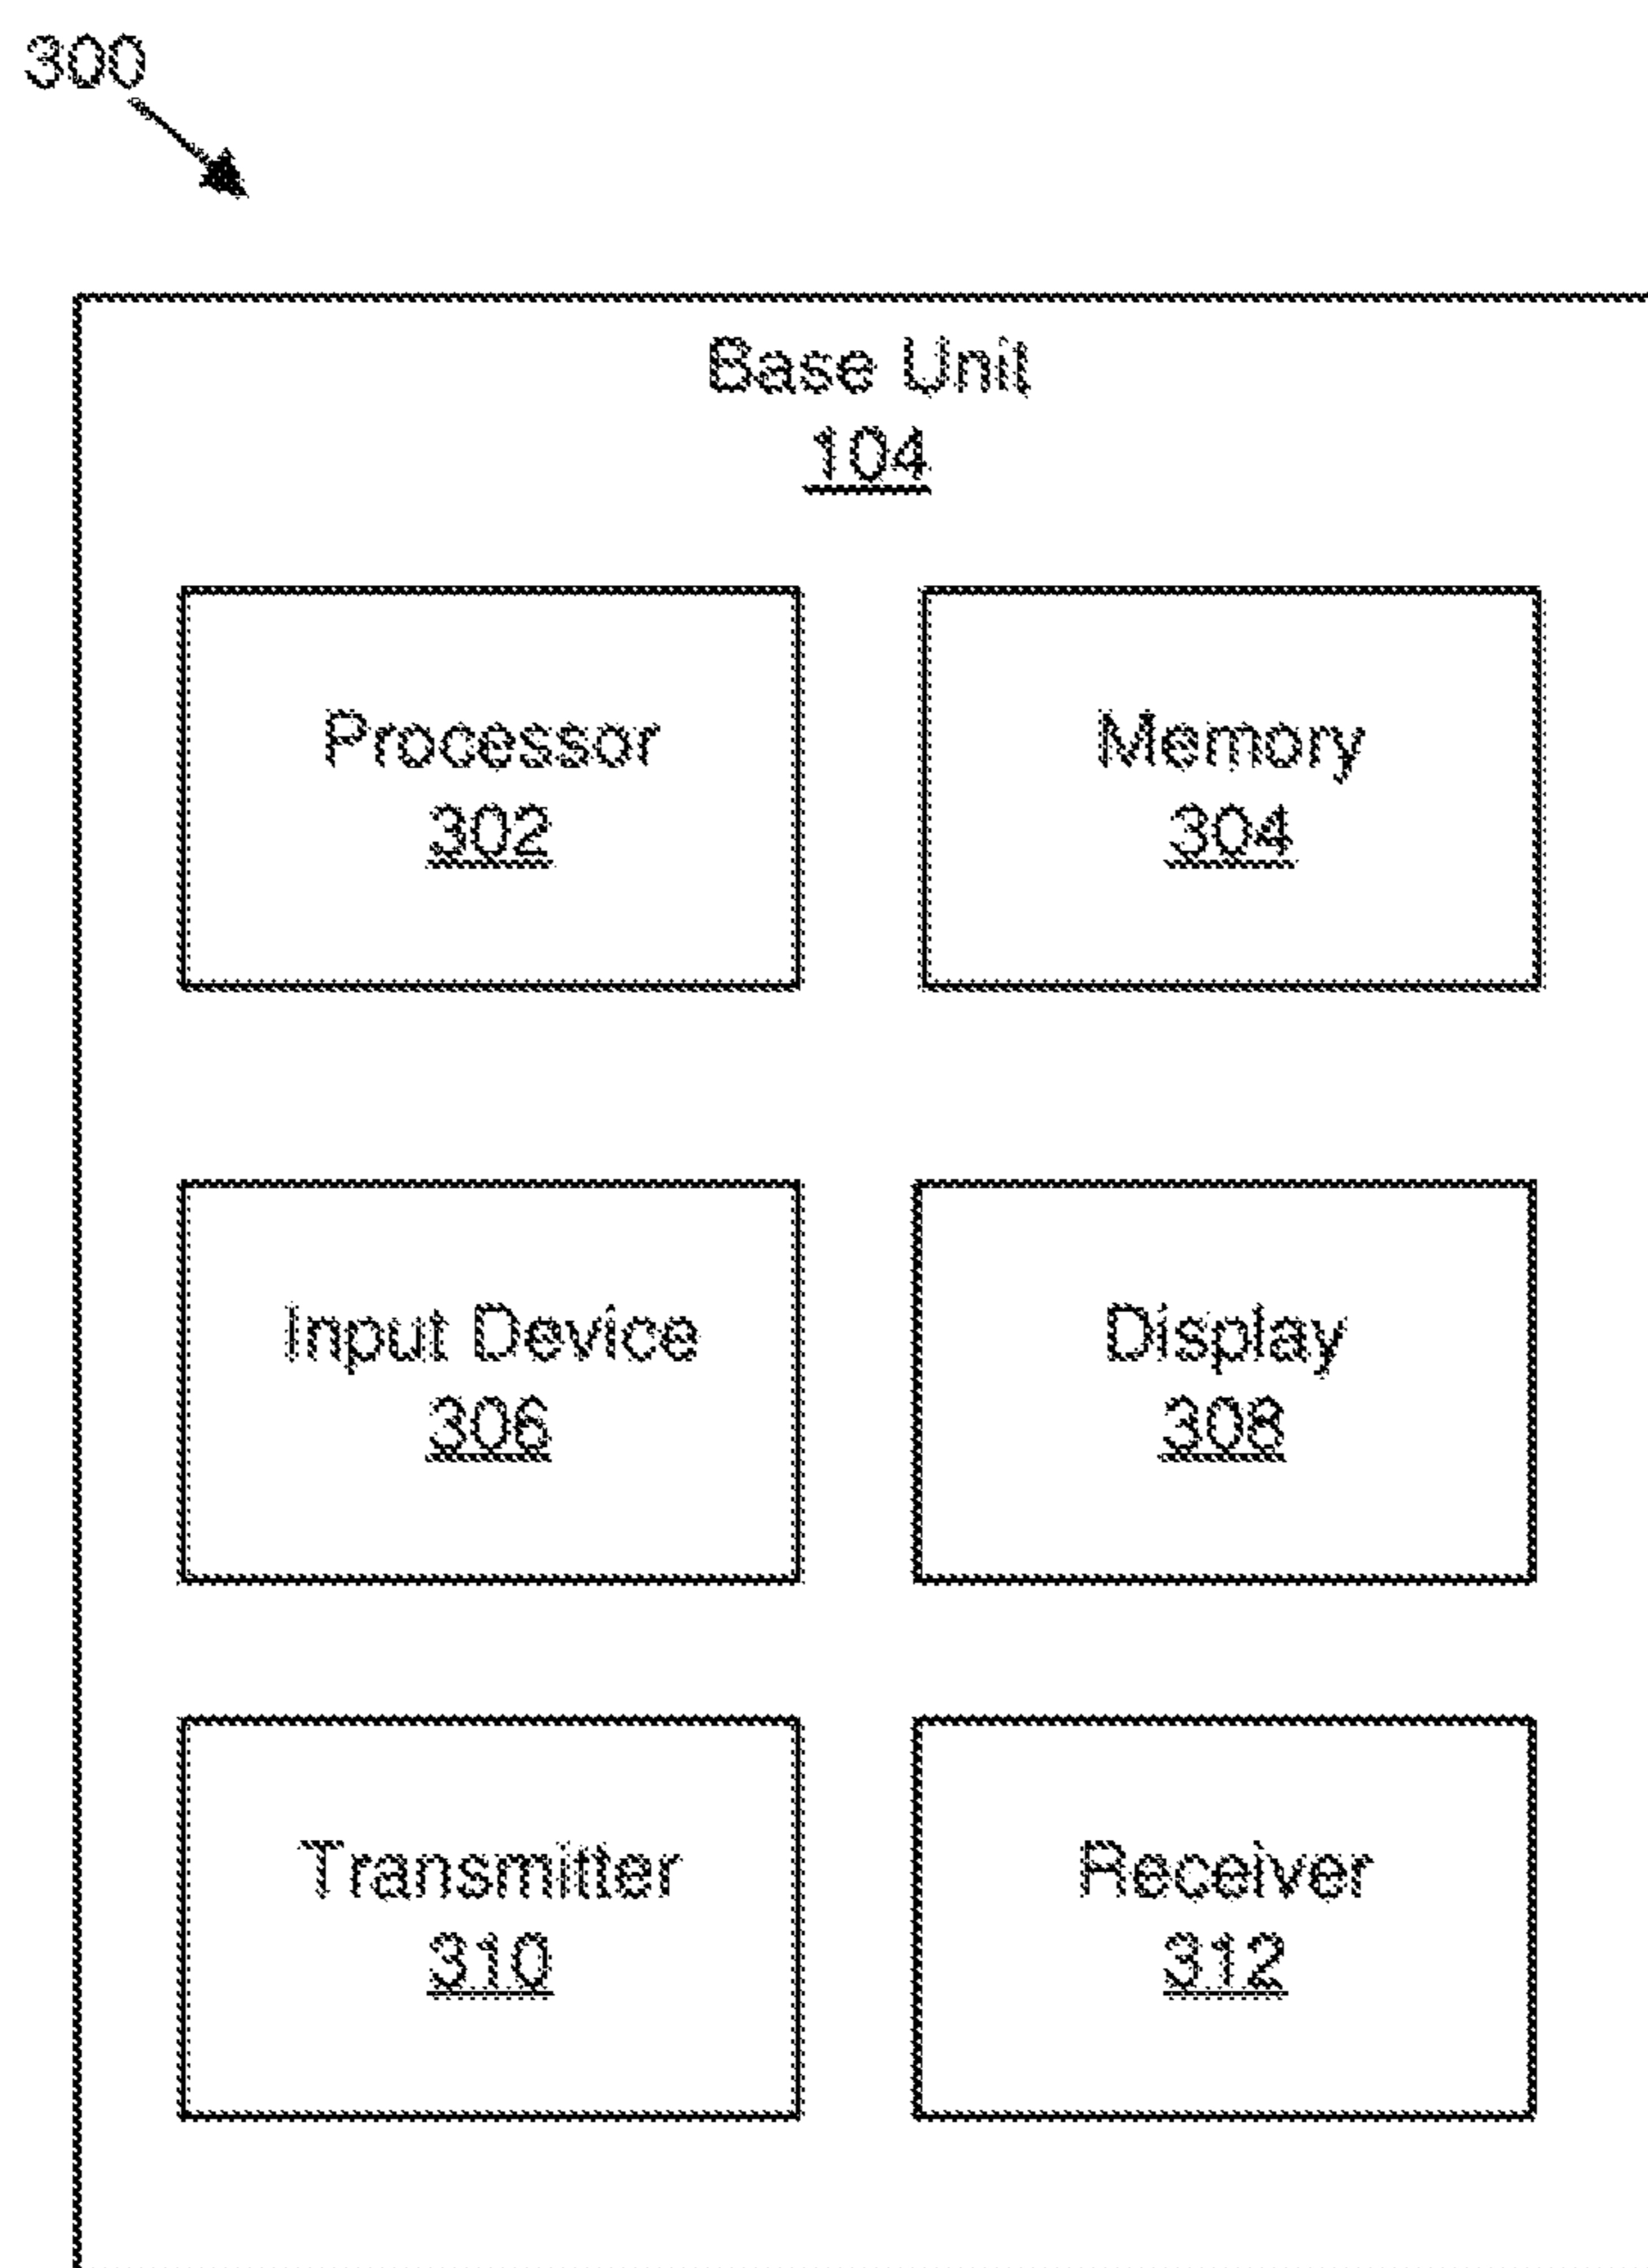 300
Base Unit
104
Processor
302
Memory
304
Input Device
306
Display
308
Transmitter
310
Receiver
312